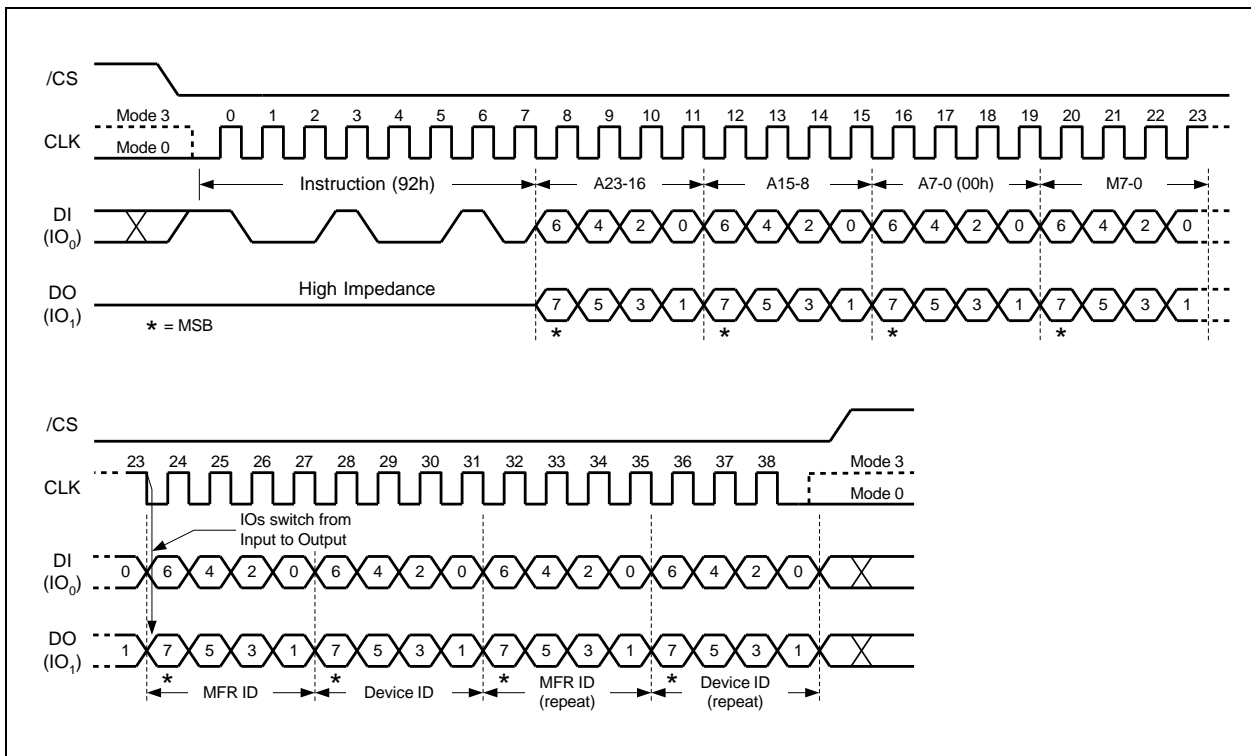 /CS
Mode 3 0 1 2 3 4 5 6 7 8 9 10 11 12 13 14 15 16 17 18 19 20 21 22 23
CLK
Mode 0
Instruction (92h) A23-16 A15-8 A7-0 (00h) M7-0
DI
(IO0)
6 4 2 0 6 4 2 0 6 4 2 0 6 4 2 0
High Impedance
DO
(IO1)
7 5 3 1 7 5 3 1 7 5 3 1 7 5 3 1
* = MSB
* * * *
/CS
23 24 25 26 27 28 29 30 31 32 33 34 35 36 37 38 Mode 3
CLK
Mode 0
IOs switch from
Input to Output
DI
(IO0)
0 6 4 2 0 6 4 2 0 6 4 2 0 6 4 2 0
DO
(IO1)
1 7 5 3 1 7 5 3 1 7 5 3 1 7 5 3 1
* * * *
MFR ID Device ID MFR ID
(repeat)
Device ID
(repeat)